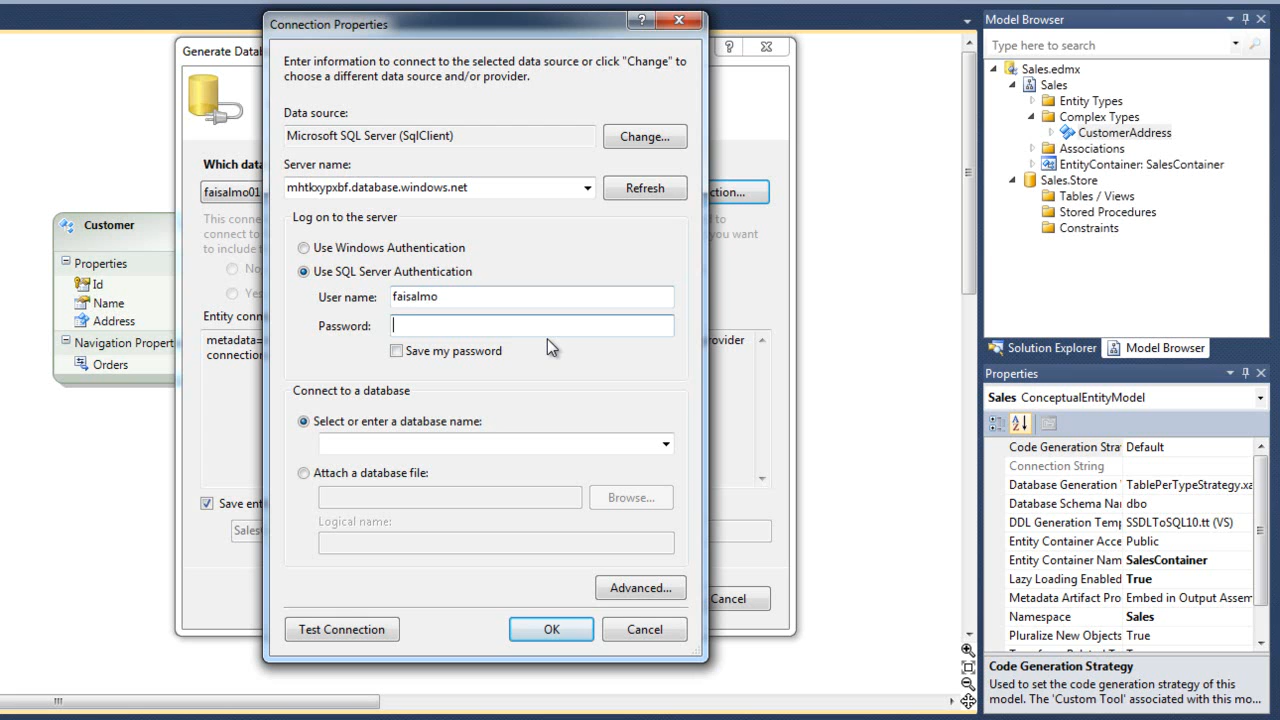 Connection Properties
Enter information to connect to the selected data source or click "Change" to
choose a different data source and/or provider.
Data source:
Microsoft SQL Server (SqlClient)
Change...
Server name:
mhtkxypxbf.database.windows.net
Refresh
Log on to the server
Use Windows Authentication
Use SQL Server Authentication
User name:
faisalmo
Password:
Save my password
Connect to a database
Select or enter a database name:
Attach a database file:
Browse...
Logical name:
Advanced...
Test Connection
OK
Cancel
Generate Datab
Which data
faisalmo01
ction...
This conne
to
connect to
you want
to include
No
Yes
Entity conn
metadata=
rovider
connection
Save ent
Sales
Cancel
Customer
Properties
Id
Name
Address
Navigation Propert
Orders
Model Browser
Type here to search
Sales.edmx
Sales
Entity Types
Complex Types
CustomerAddress
Associations
EntityContainer: SalesContainer
Sales.Store
Tables / Views
Stored Procedures
Constraints
Solution Explorer
Model Browser
Properties
Sales ConceptualEntityModel
Code Generation Stra Default
Connection String
Database Generation TablePerTypeStrategy.xa
Database Schema Na dbo
DDL Generation Temp SSDLToSQL10.tt (VS)
Entity Container Acce Public
Entity Container Nam SalesContainer
Lazy Loading Enabled True
Metadata Artifact Pro Embed in Output Assem
Namespace Sales
Pluralize New Objects True
Code Generation Strategy
Used to set the code generation strategy of this
model. The 'Custom Tool' associated with this mo...